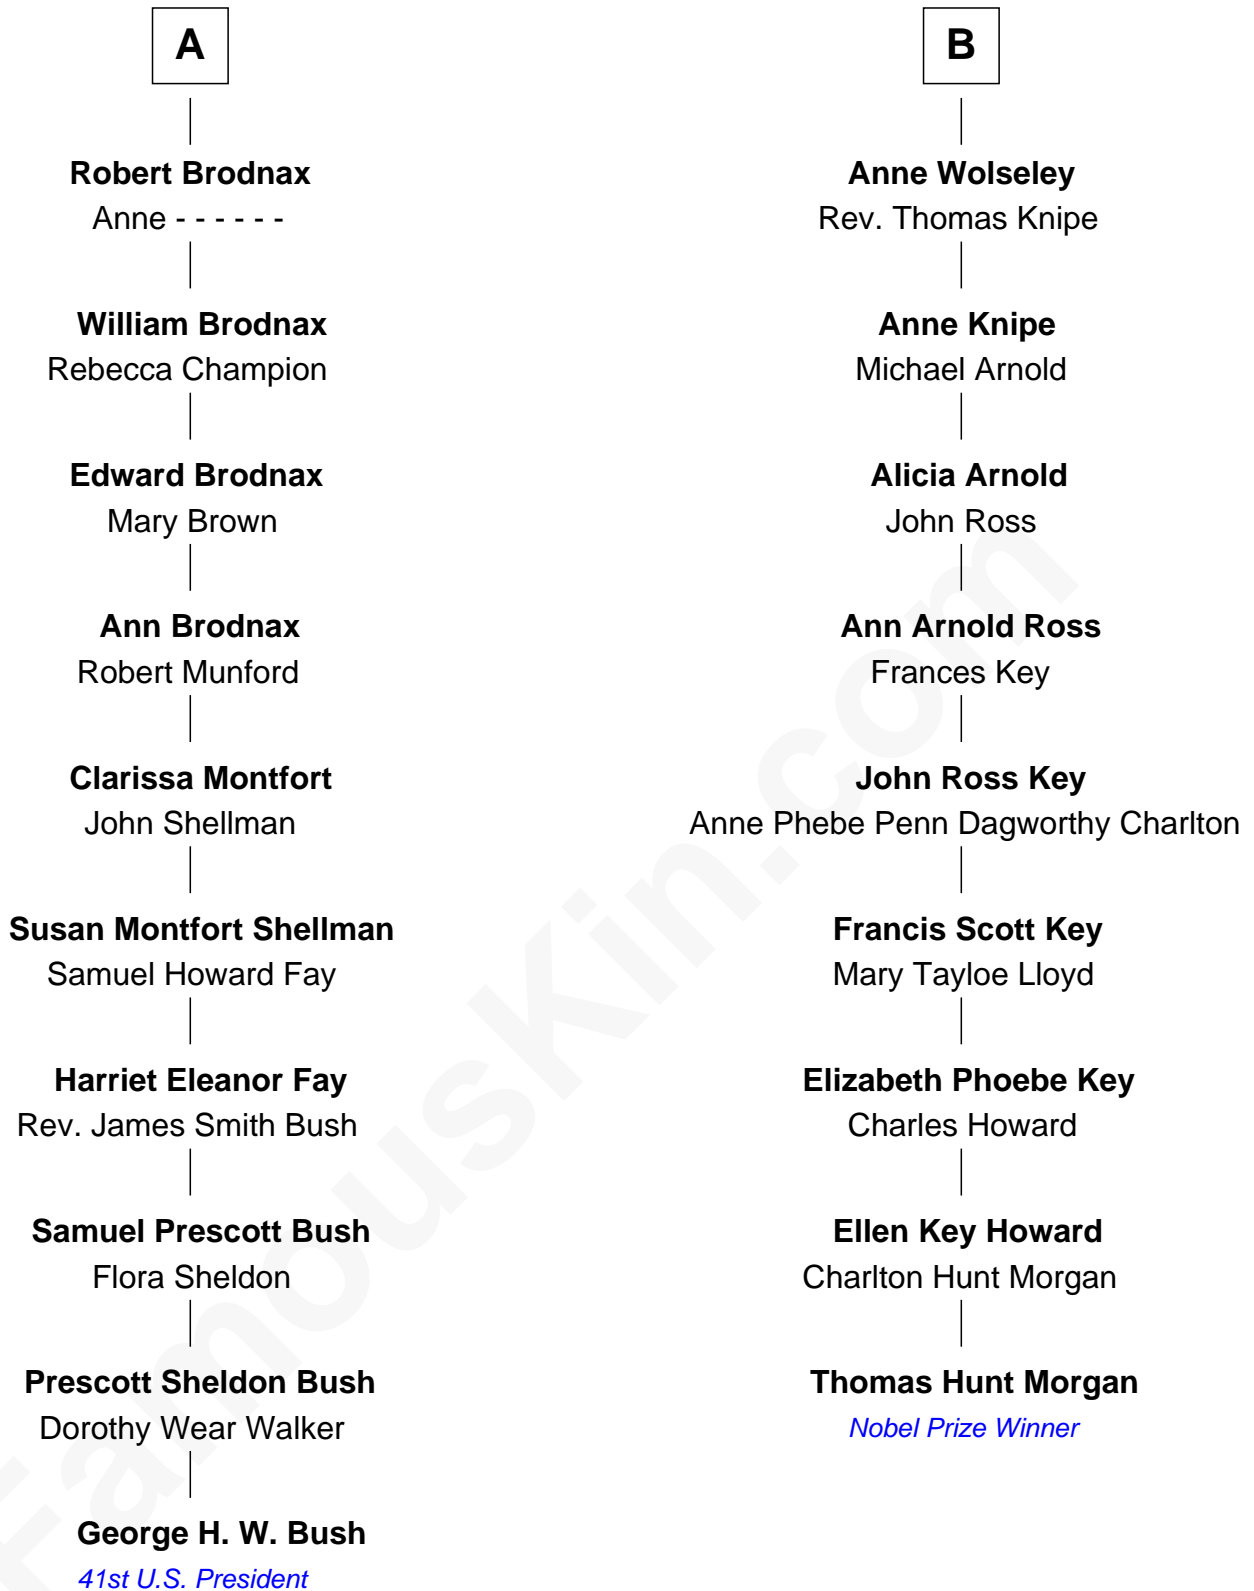 A
Robert Brodnax
Anne - - - - - -
William Brodnax
Rebecca Champion
Edward Brodnax
Mary Brown
Ann Brodnax
Robert Munford
Clarissa Montfort
John Shellman
Susan Montfort Shellman
Samuel Howard Fay
Harriet Eleanor Fay
Rev. James Smith Bush
Samuel Prescott Bush
Flora Sheldon
Prescott Sheldon Bush
Dorothy Wear Walker
George H. W. Bush
41st U.S. President
B
Anne Wolseley
Rev. Thomas Knipe
Anne Knipe
Michael Arnold
Alicia Arnold
John Ross
Ann Arnold Ross
Frances Key
John Ross Key
Anne Phebe Penn Dagworthy Charlton
Francis Scott Key
Mary Tayloe Lloyd
Elizabeth Phoebe Key
Charles Howard
Ellen Key Howard
Charlton Hunt Morgan
Thomas Hunt Morgan
Nobel Prize Winner
FamousKin.com